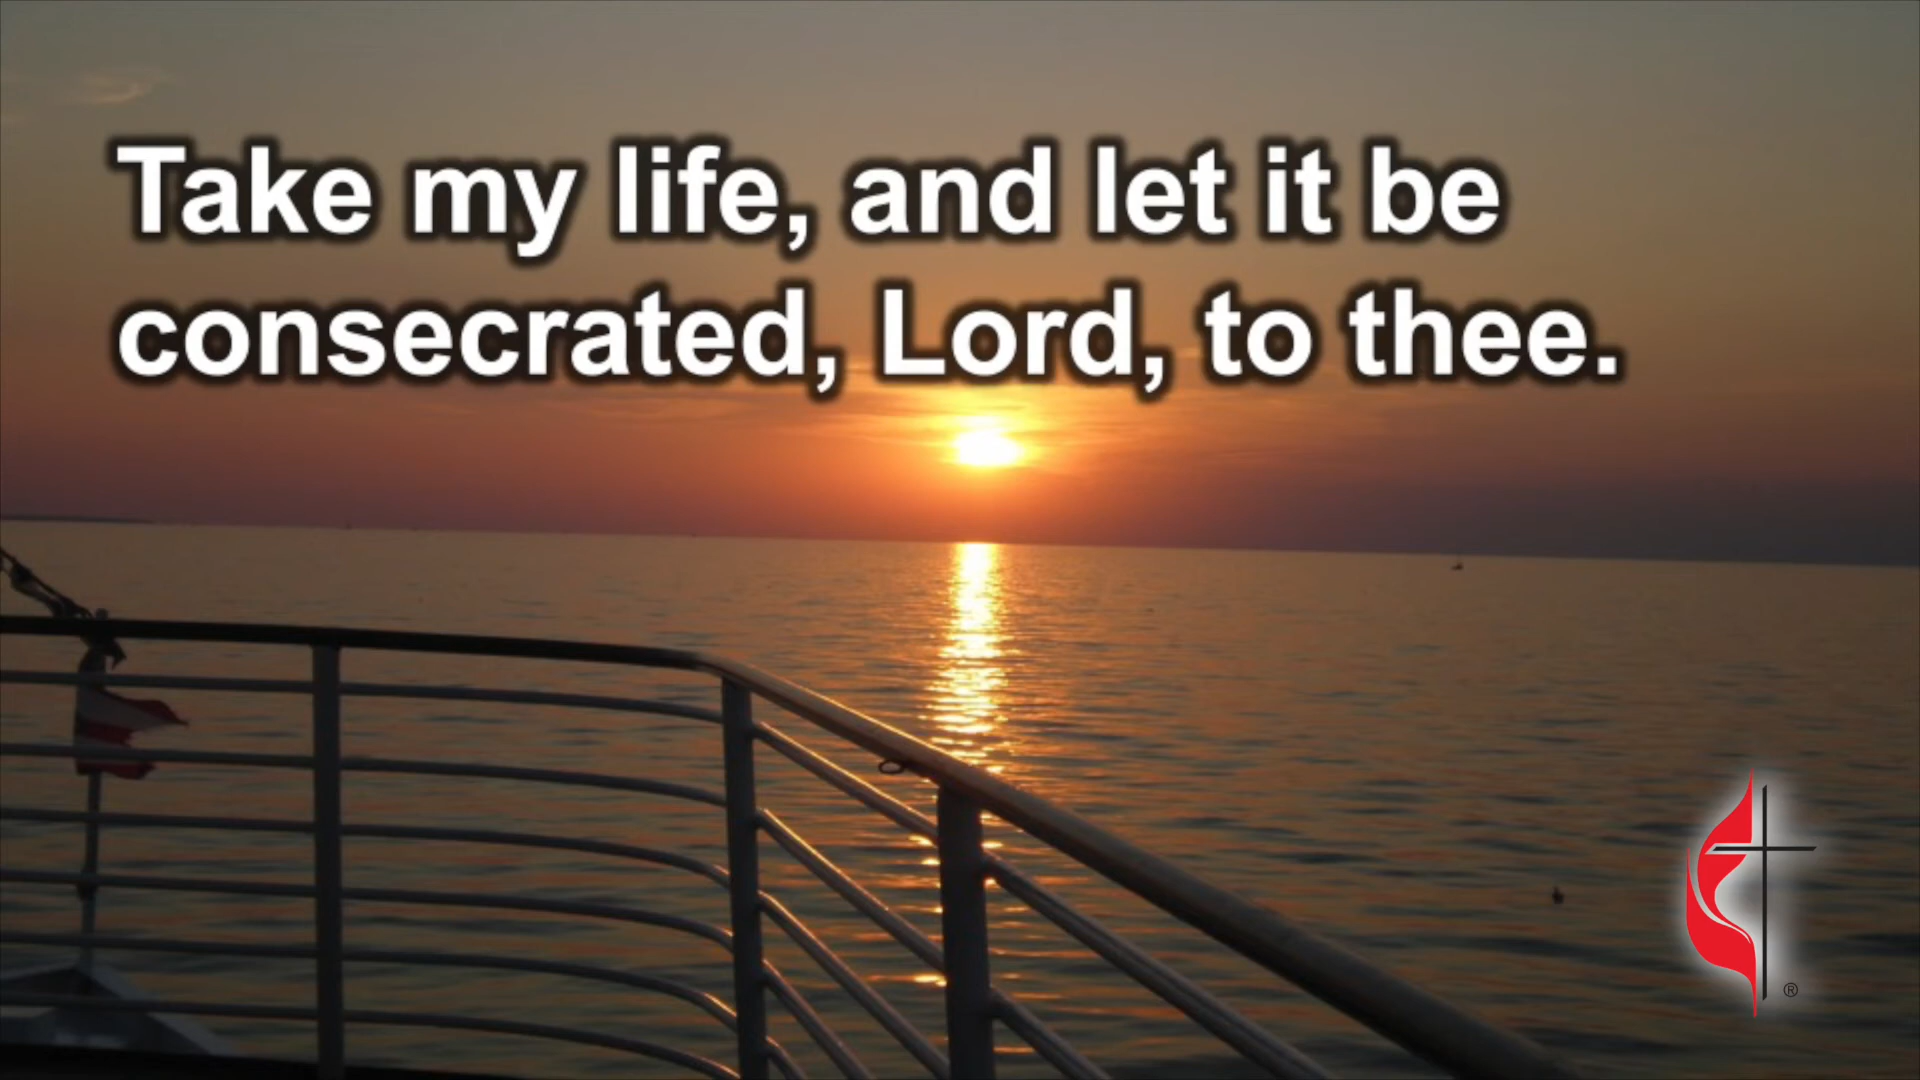 Take my life, and let it be
consecrated, Lord, to thee.
®